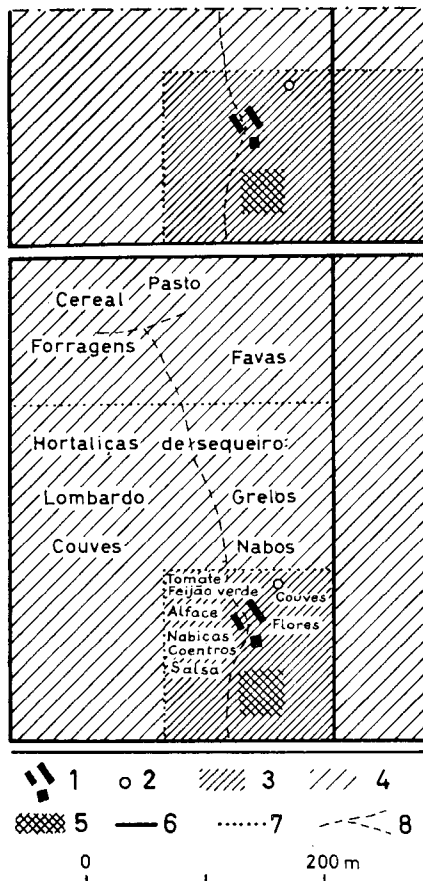 Pasto
Cereal
Forragens
Favas
Hortaliças de sequeiro
Lombardo Grelos
Couves Nabos
Tomate
Feijão verde Couves
Alface
Flores
Nabiças
Coentros
Salsa
1 2 3 4
5 6 7 8
0 200 m